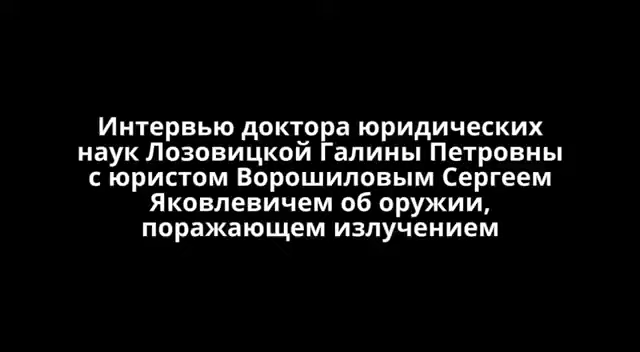 Интервью доктора юридических
наук Лозовицкой Галины Петровны
с юристом Ворошиловым Сергеем
Яковлевичем об оружии,
поражающем излучением